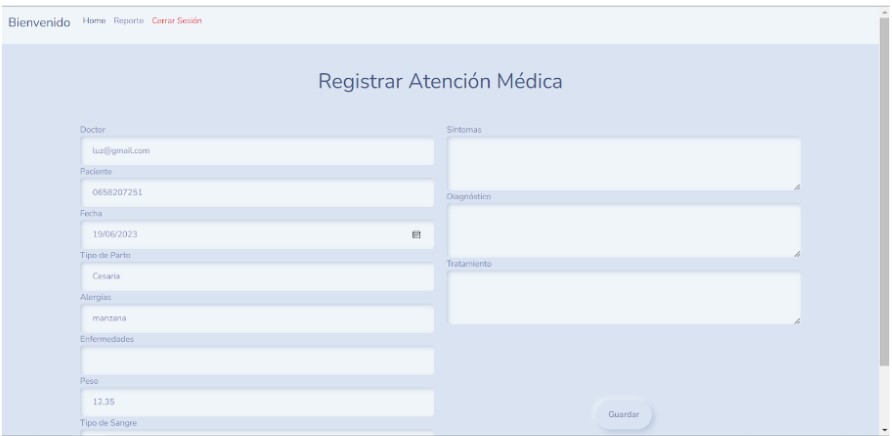 Bienvenido Home Reporte Cerrar Sesión
Registrar Atención Médica
Doctor
luz@gmail.com
Paciente
0658207251
Fecha
19/06/2023
Tipo de Parto
Cesaria
Alergias
manzana
Enfermedades
Peso
12.35
Tipo de Sangre
Síntomas
Diagnóstico
Tratamiento
Guardar